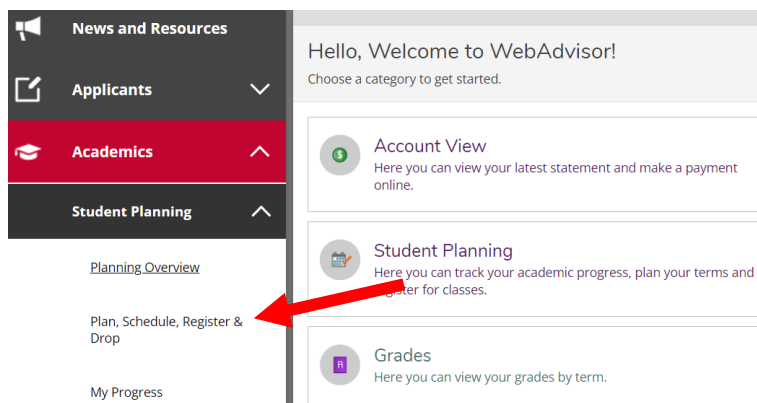 News and Resources
Applicants
Academics
Student Planning
Planning Overview
Plan, Schedule, Register &
Drop
My Progress
Hello, Welcome to WebAdvisor!
Choose a category to get started.
Account View
Here you can view your latest statement and make a payment
online.
Student Planning
Here you can track your academic progress, plan your terms and
for classes.
Grades
Here you can view your grades by term.